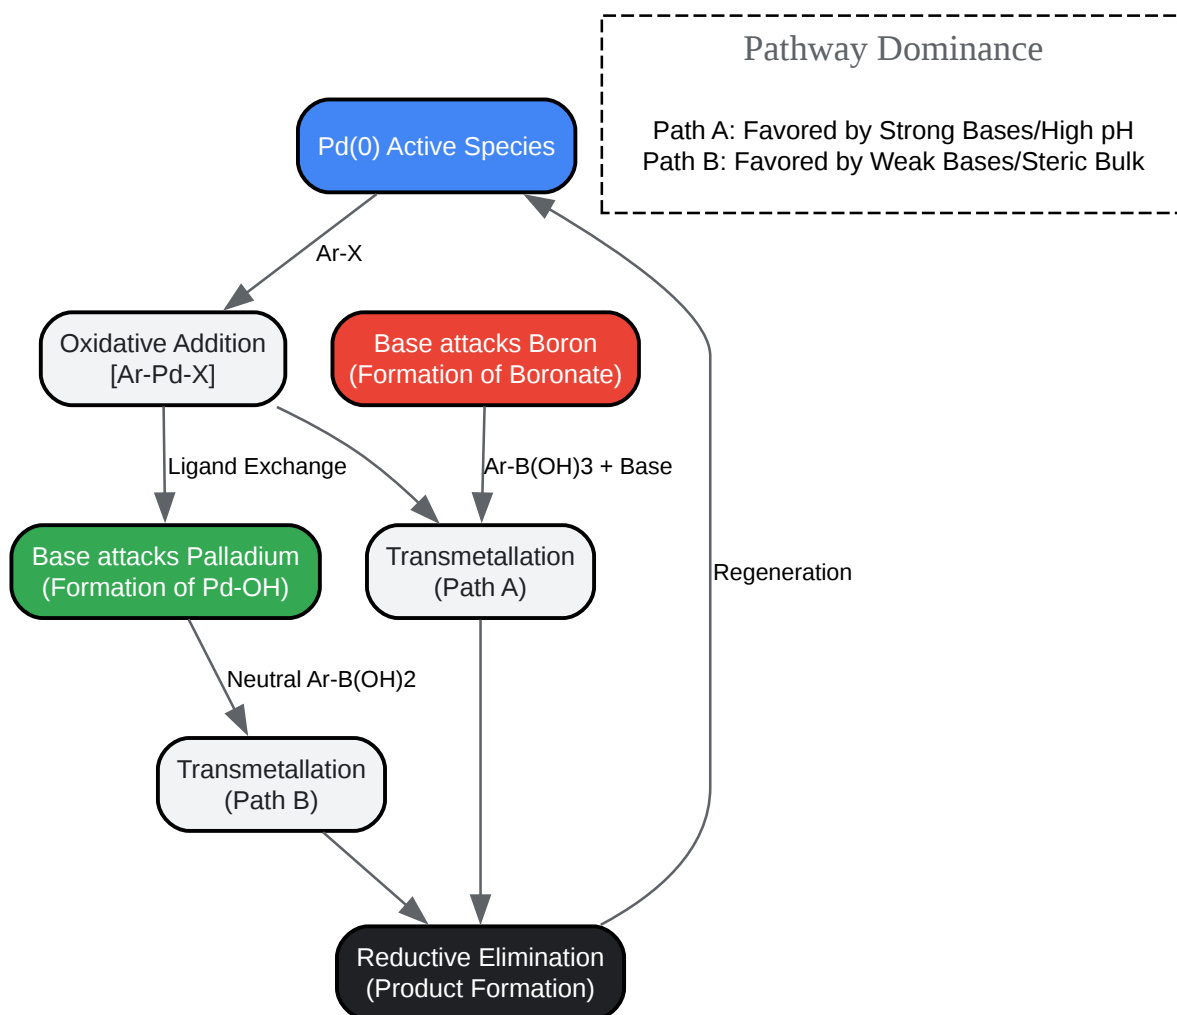 Pathway Dominance
Path A: Favored by Strong Bases/High pH
Path B: Favored by Weak Bases/Steric Bulk
Pd(0) Active Species
Ar-X
Oxidative Addition
[Ar-Pd-X]
Base attacks Boron
(Formation of Boronate)
Ligand Exchange
Ar-B(OH)3 + Base
Base attacks Palladium
(Formation of Pd-OH)
Transmetallation
(Path A)
Regeneration
Neutral Ar-B(OH)2
Transmetallation
(Path B)
Reductive Elimination
(Product Formation)